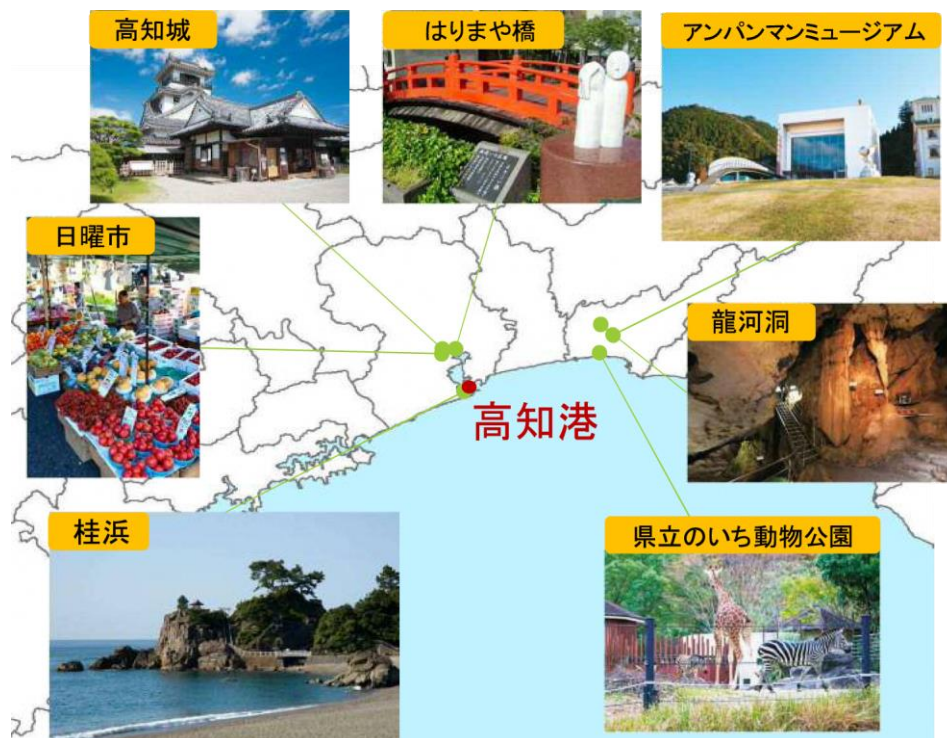 高知城
はりまや橋
アンパンマンミュージアム
日曜市
龍河洞
高知港
桂浜
県立のいち動物公園